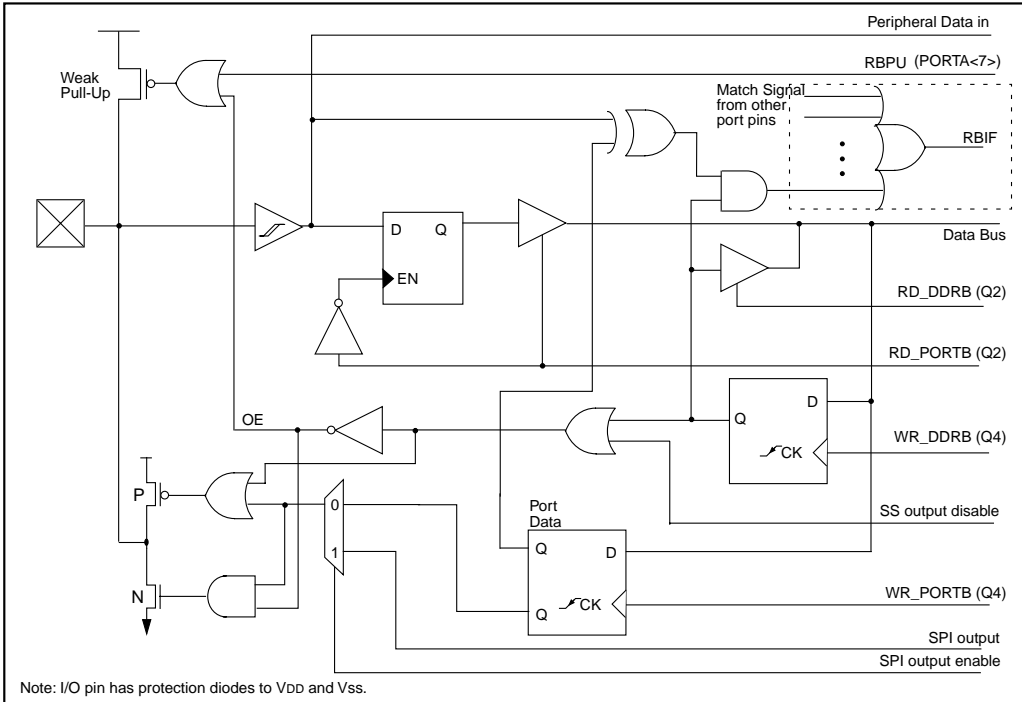 Peripheral Data in
RBPU (PORTA<7>)
Weak
Pull-Up
Match Signal
from other
port pins
RBIF
D Q
EN
Data Bus
RD_DDRB (Q2)
RD_PORTB (Q2)
OE
Q D
CK
WR_DDRB (Q4)
P
0
1
Port
Data
SS output disable
Q D
N
Q CK
WR_PORTB (Q4)
SPI output
SPI output enable
Note: I/O pin has protection diodes to VDD and Vss.